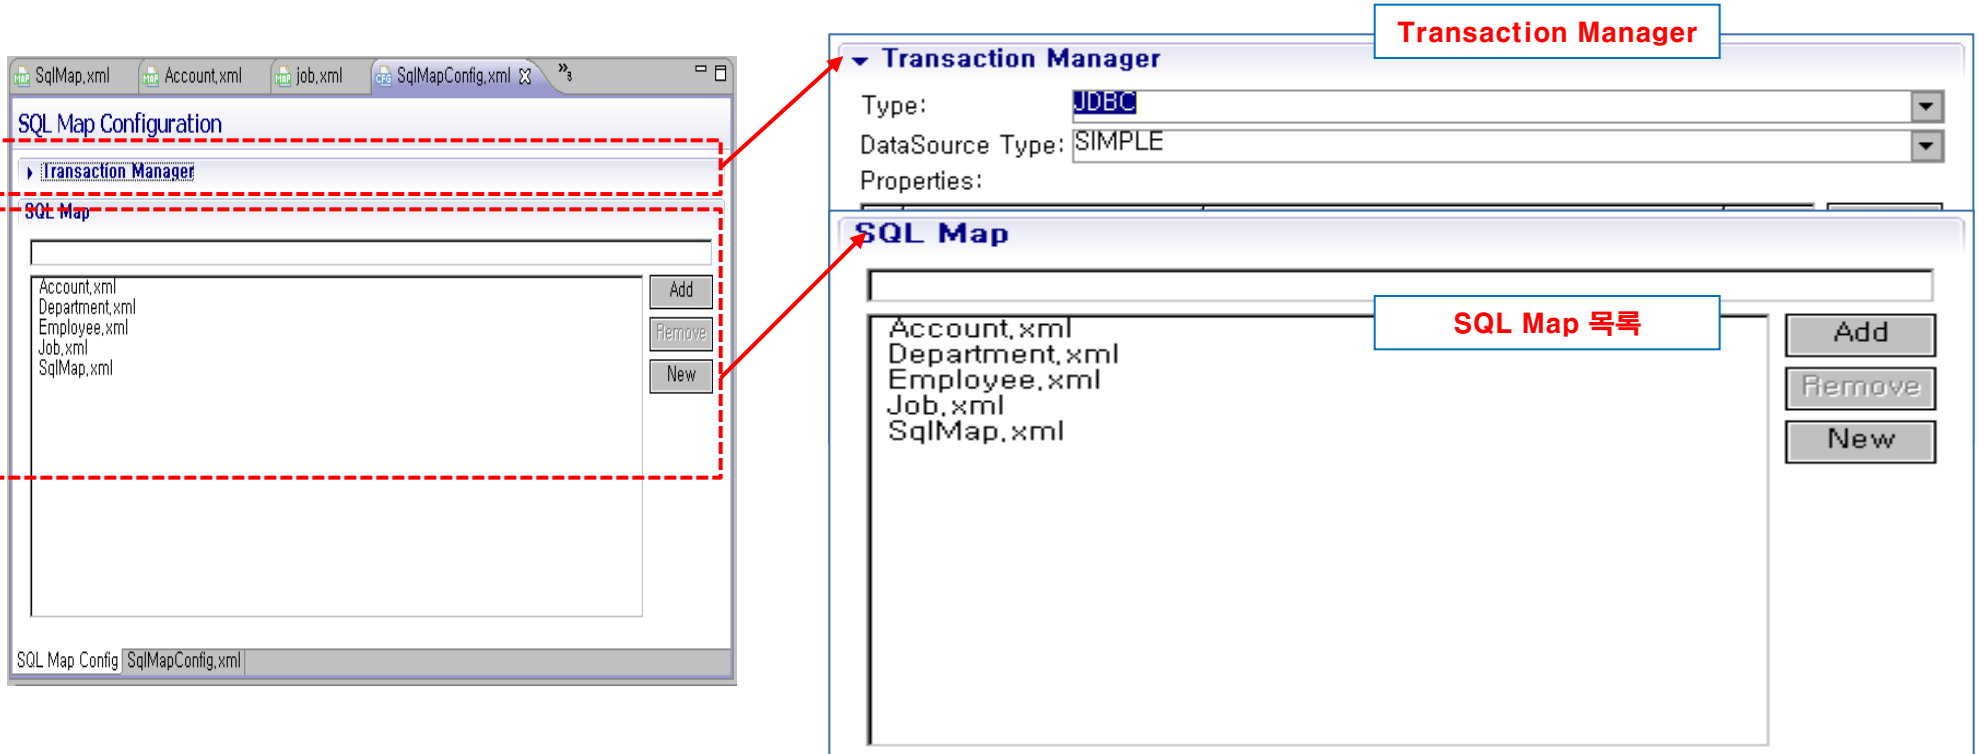 SqlMap,xml
Account,xml
job,xml
SqlMapConfig,xml
»3
SQL Map Configuration
Transaction Manager
SQL Map
Account,xml
Department,xml
Employee,xml
Job,xml
SqlMap,xml
Add
Remove
New
SQL Map Config
SqlMapConfig,xml
Transaction Manager
Transaction Manager
Type:
JDBC
DataSource Type:
SIMPLE
Properties:
SQL Map
SQL Map 목록
Account,xml
Department,xml
Employee,xml
Job,xml
SqlMap,xml
Add
Remove
New